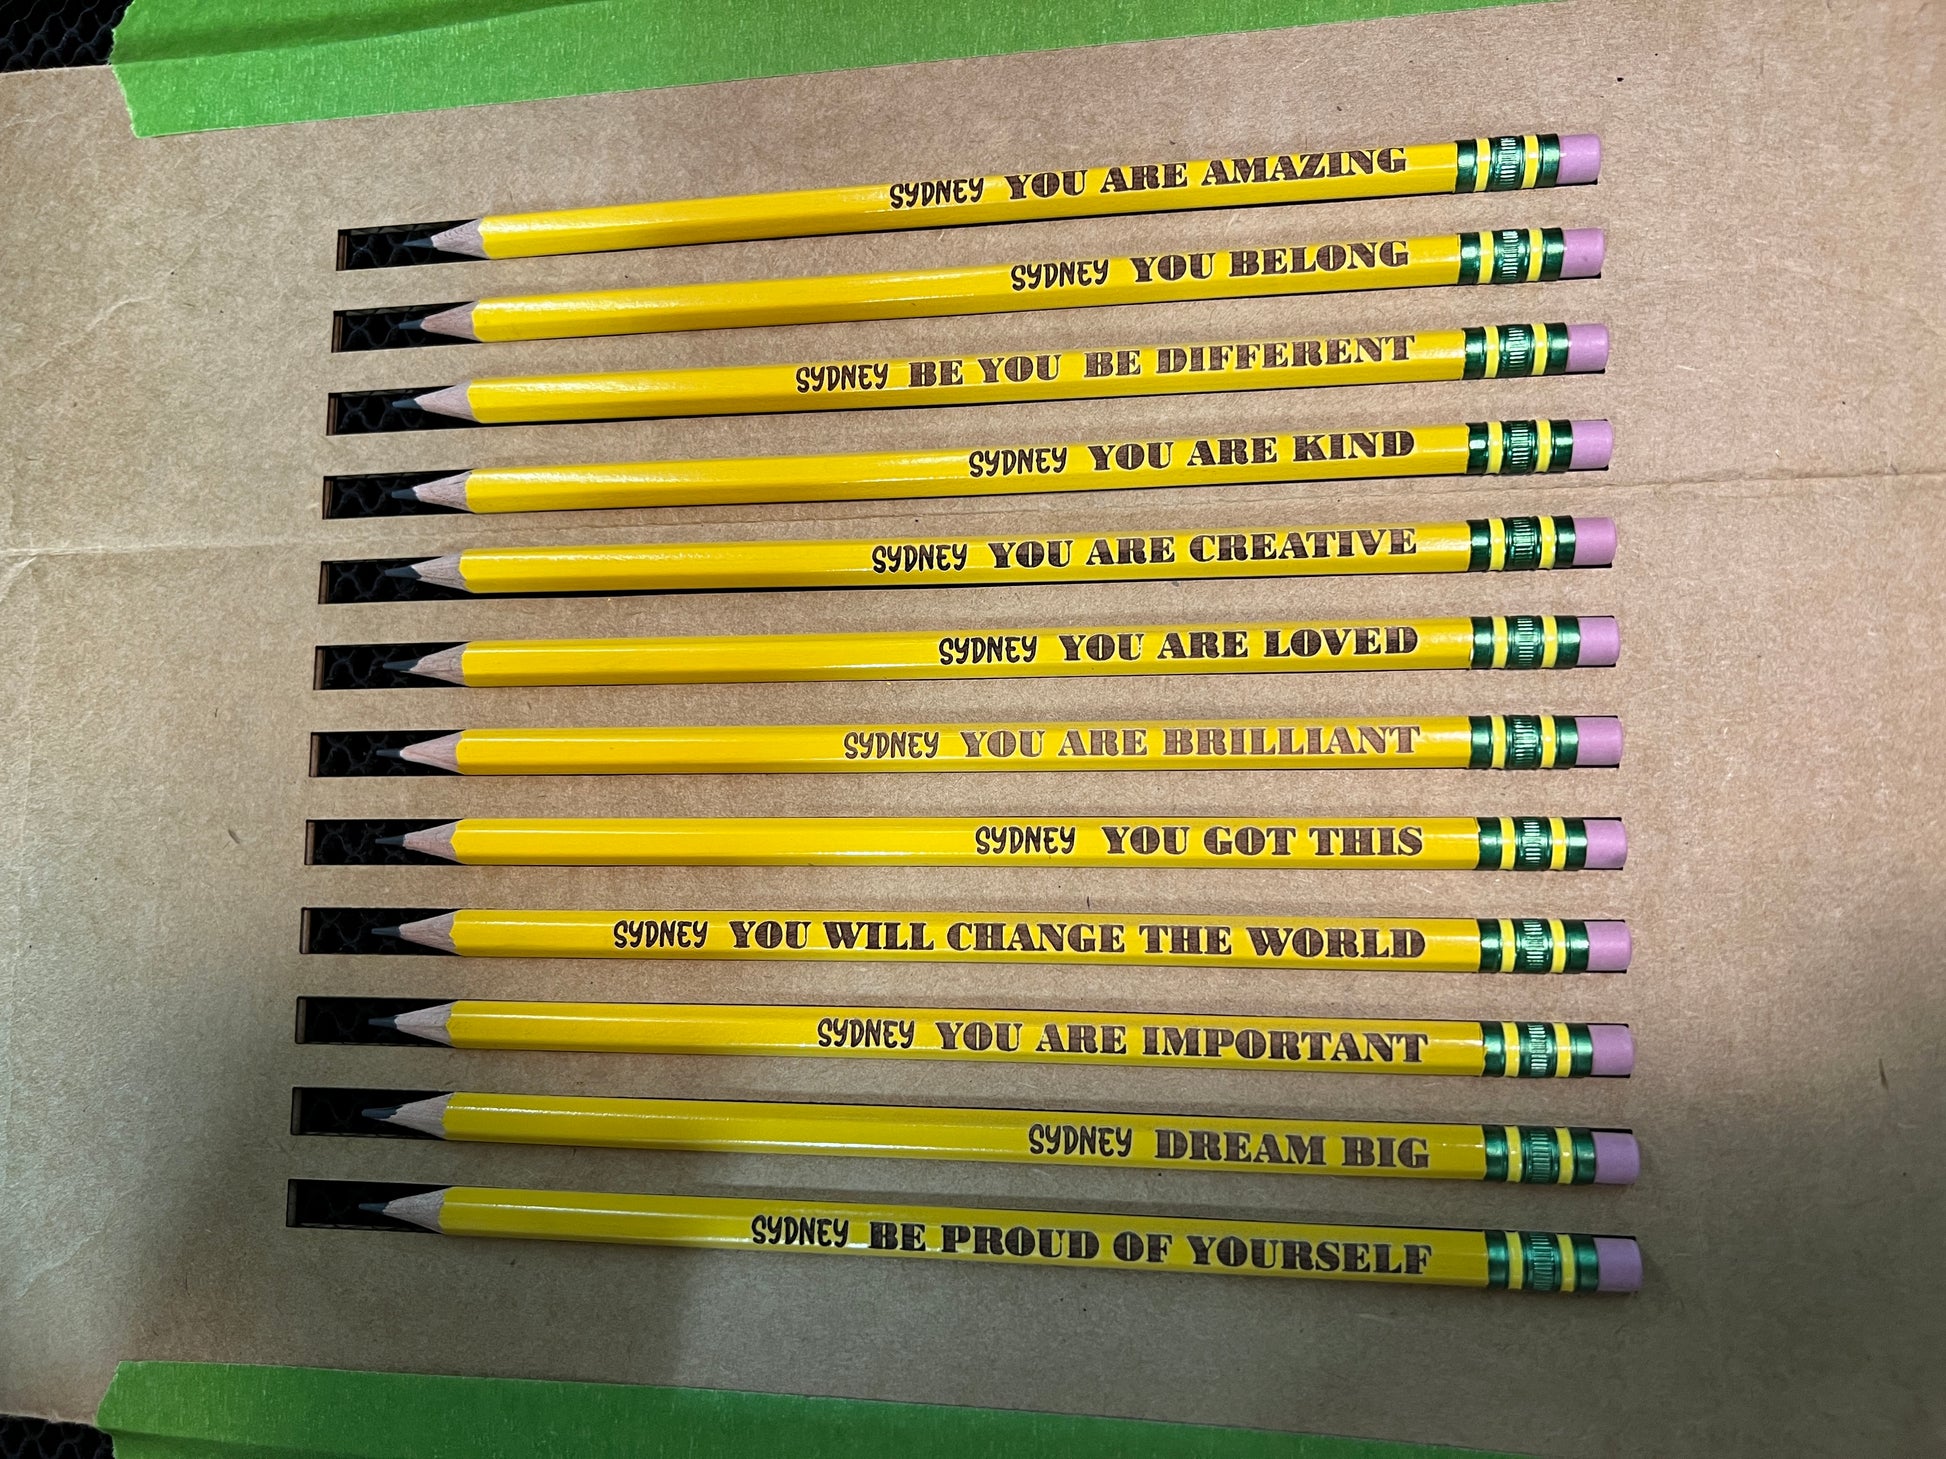 SYDNEY YOU ARE AMAZING
SYDNEY YOU BELONG
SYDNEY BE YOU BE DIFFERENT
SYDNEY YOU ARE KIND
SYDNEY YOU ARE CREATIVE
SYDNEY YOU ARE LOVED
SYDNEY YOU ARE BRILLIANT
SYDNEY YOU GOT THIS
SYDNEY YOU WILL CHANGE THE WORLD
SYDNEY YOU ARE IMPORTANT
SYDNEY DREAM BIG
SYDNEY BE PROUD OF YOURSELF